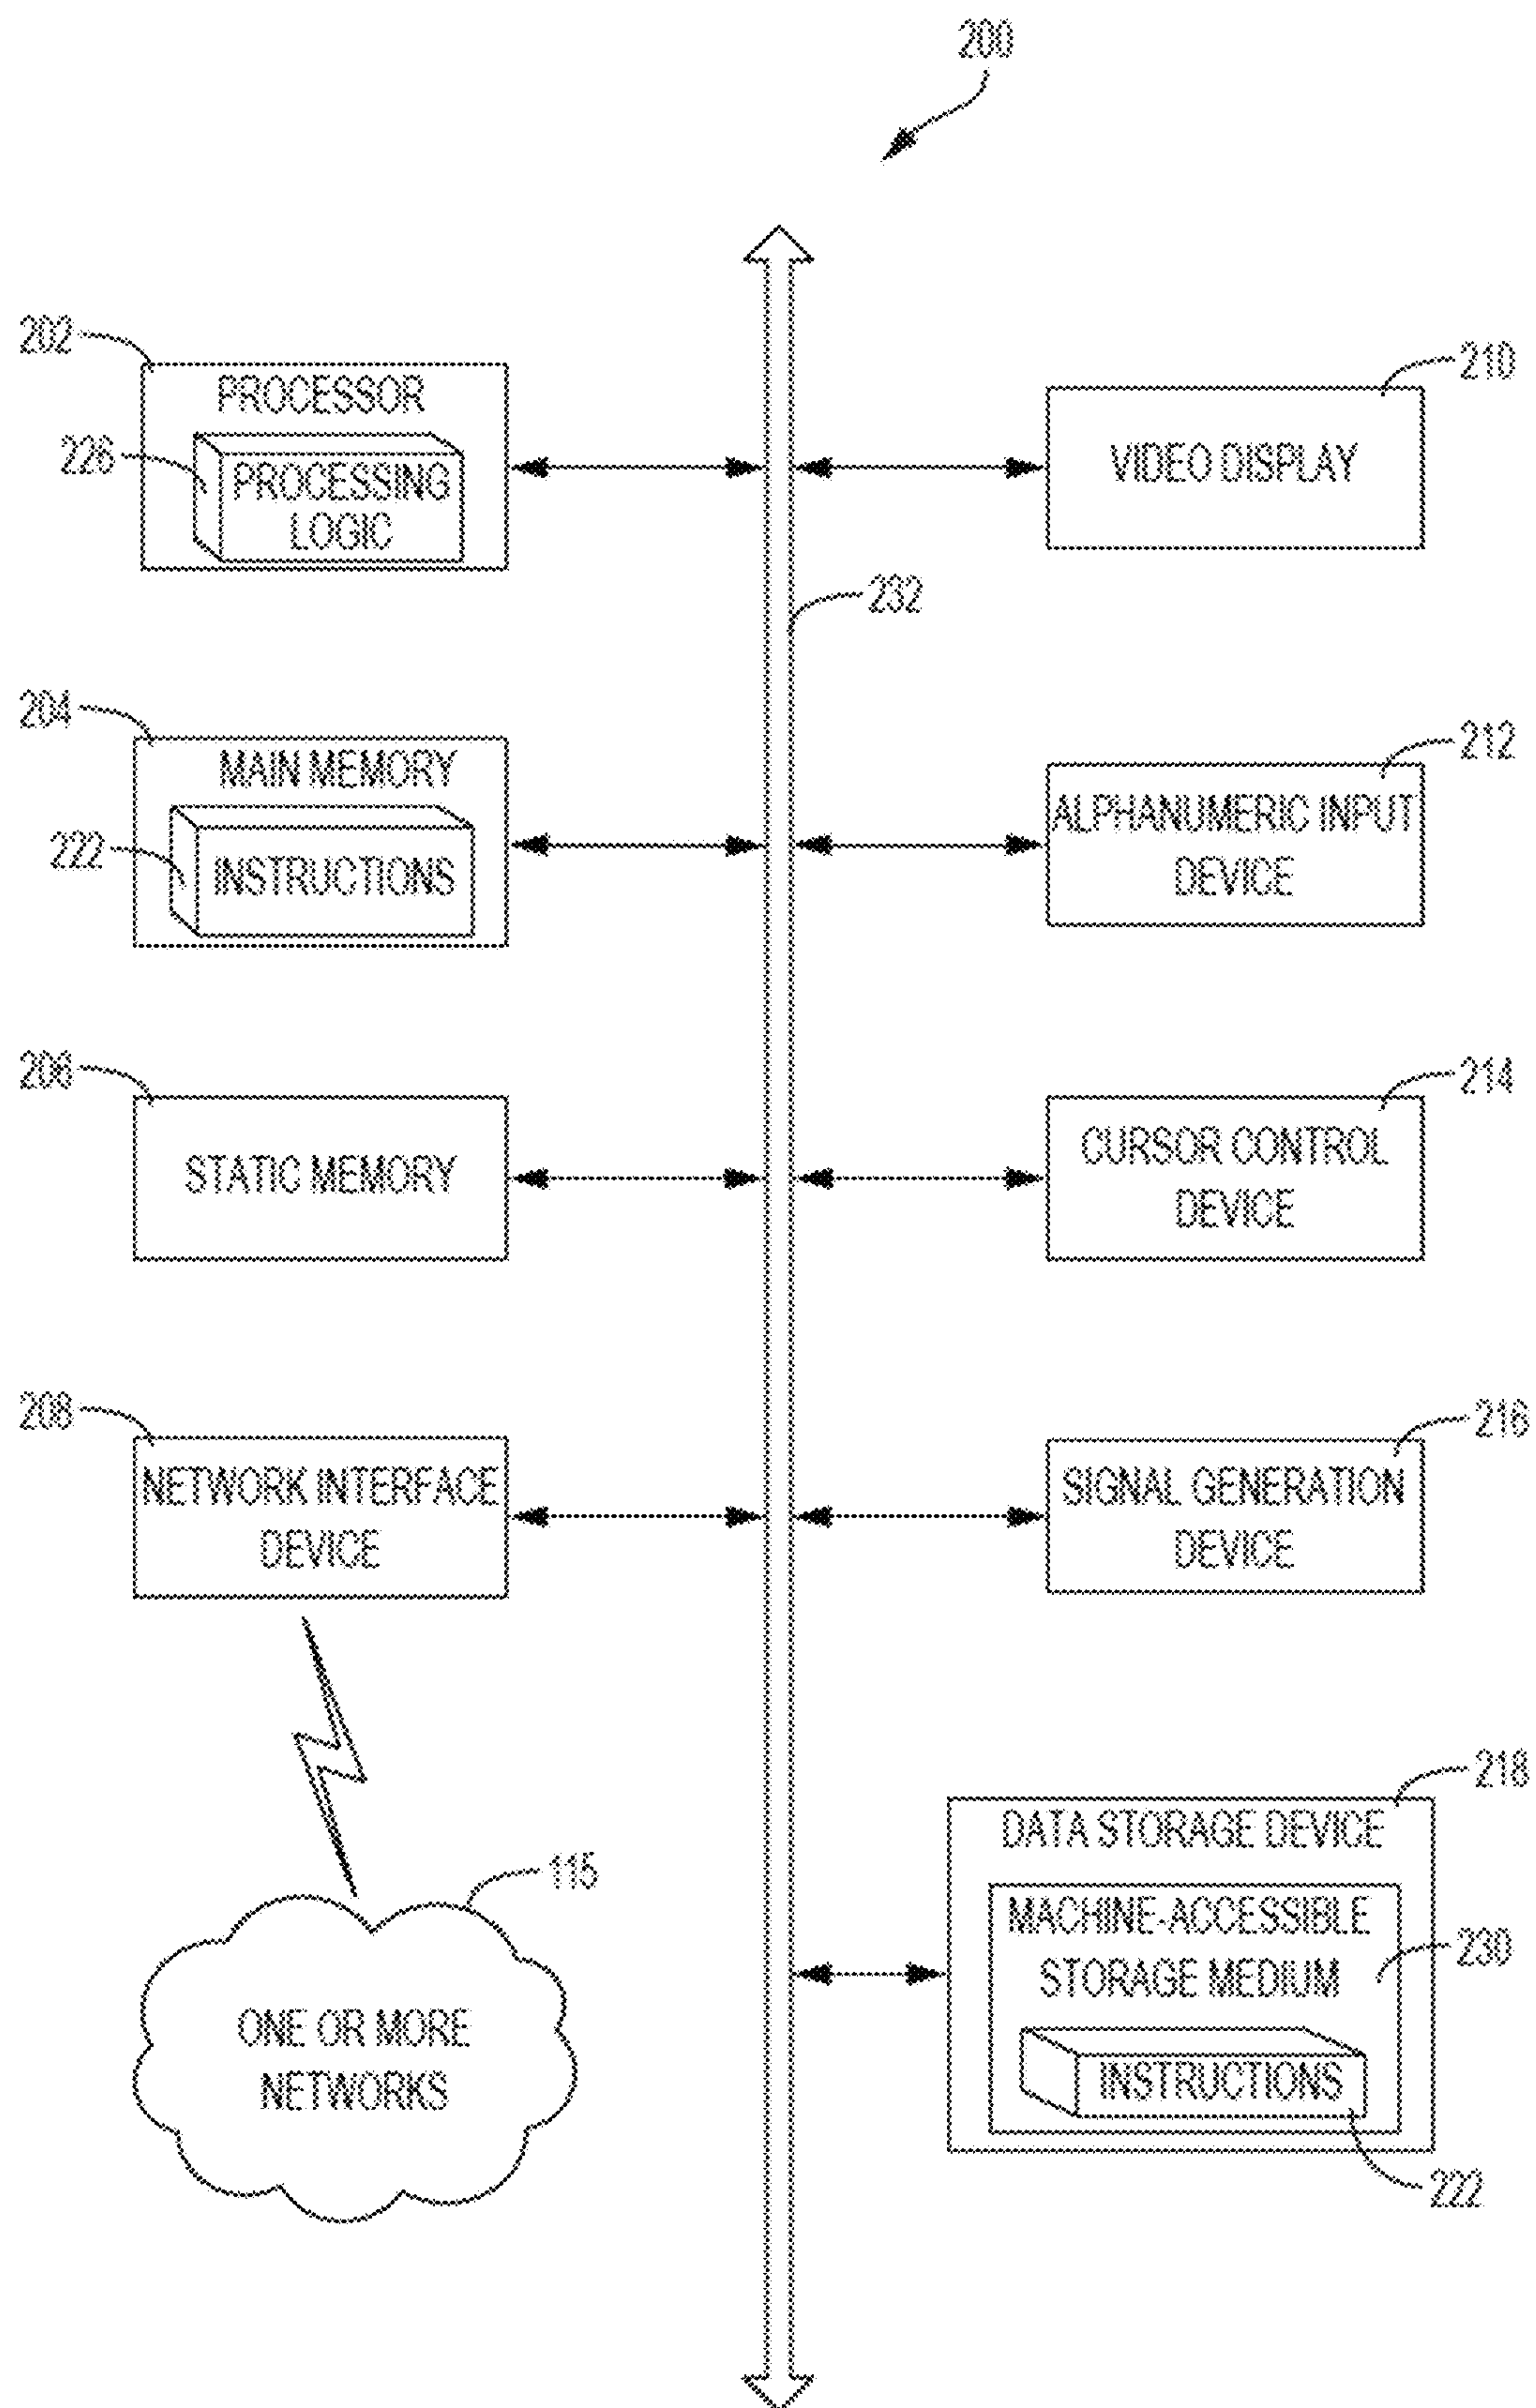 200
202
PROCESSOR
226
PROCESSING
LOGIC
210
VIDEO DISPLAY
232
204
MAIN MEMORY
222
INSTRUCTIONS
212
ALPHANUMERIC INPUT
DEVICE
206
STATIC MEMORY
214
CURSOR CONTROL
DEVICE
208
NETWORK INTERFACE
DEVICE
216
SIGNAL GENERATION
DEVICE
115
ONE OR MORE
NETWORKS
218
DATA STORAGE DEVICE
MACHINE-ACCESSIBLE
STORAGE MEDIUM
230
INSTRUCTIONS
222